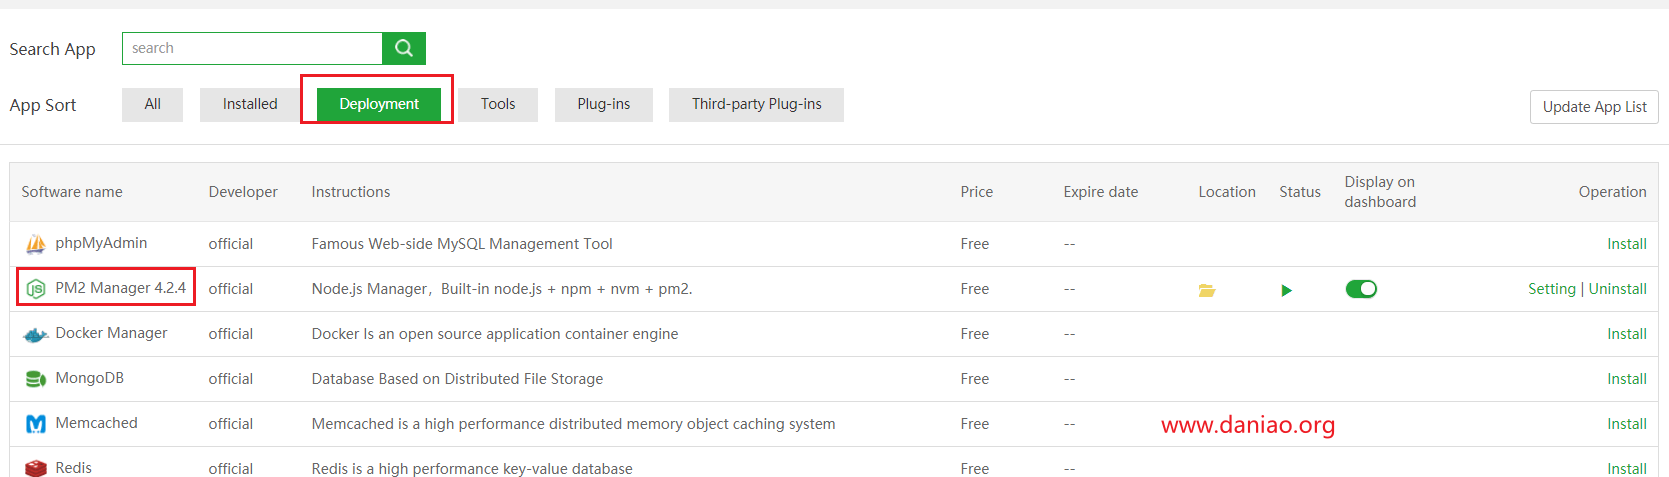 Search App search
App Sort All Installed Deployment Tools Plug-ins Third-party Plug-ins Update App List
Software name Developer Instructions Price Expire date Location Status Display on dashboard Operation
phpMyAdmin official Famous Web-side MySQL Management Tool Free -- Install
PM2 Manager 4.2.4 official Node.js Manager，Built-in node.js + npm + nvm + pm2. Free -- Setting | Uninstall
Docker Manager official Docker Is an open source application container engine Free -- Install
MongoDB official Database Based on Distributed File Storage Free -- Install
Memcached official Memcached is a high performance distributed memory object caching system Free -- www.daniao.org Install
Redis official Redis is a high performance key-value database Free -- Install